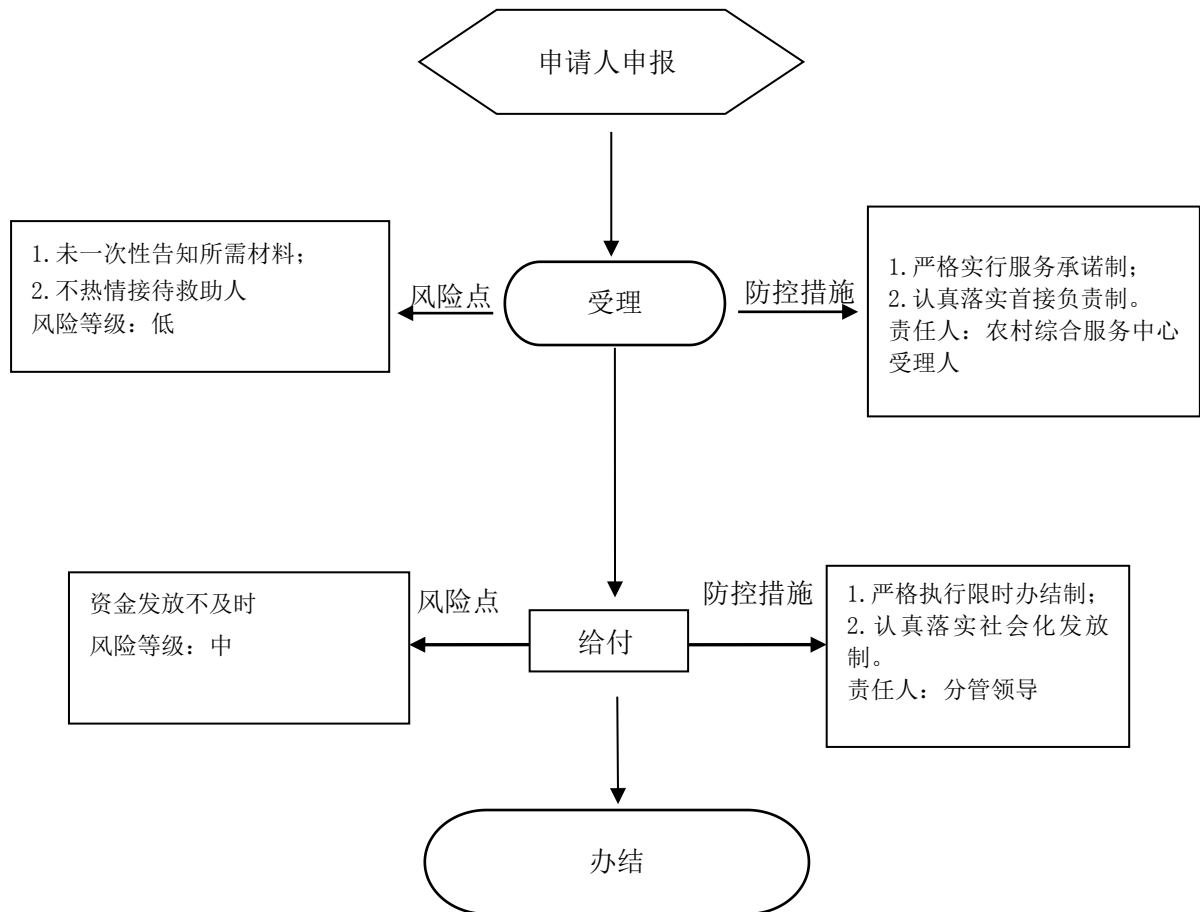 申请人申报
1.未一次性告知所需材料；
2.不热情接待救助人
风险等级：低
风险点
受理
防控措施
1.严格实行服务承诺制；
2.认真落实首接负责制。
责任人：农村综合服务中心
受理人
资金发放不及时
风险等级：中
风险点
给付
防控措施
1.严格执行限时办结制；
2.认真落实社会化发放
制。
责任人：分管领导
办结